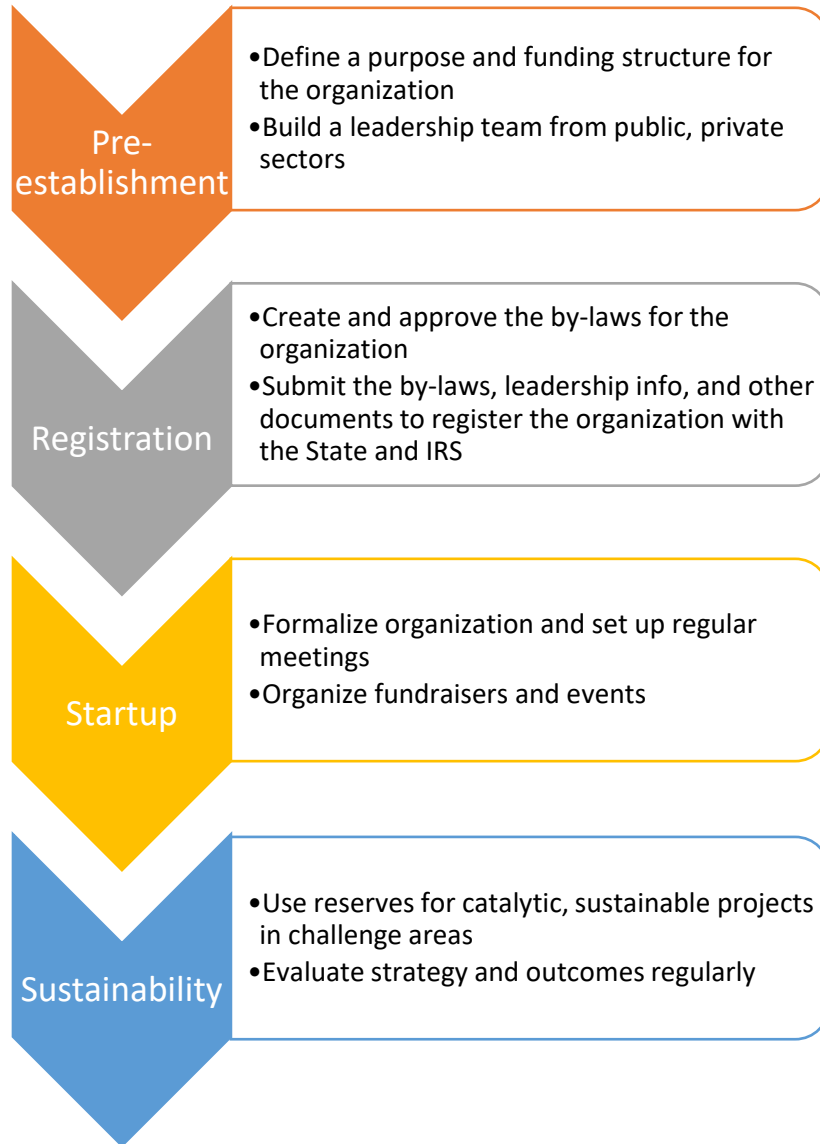 Pre-
establishment
•Define a purpose and funding structure for
the organization
•Build a leadership team from public, private
sectors
Registration
•Create and approve the by-laws for the
organization
•Submit the by-laws, leadership info, and other
documents to register the organization with
the State and IRS
Startup
•Formalize organization and set up regular
meetings
•Organize fundraisers and events
Sustainability
•Use reserves for catalytic, sustainable projects
in challenge areas
•Evaluate strategy and outcomes regularly